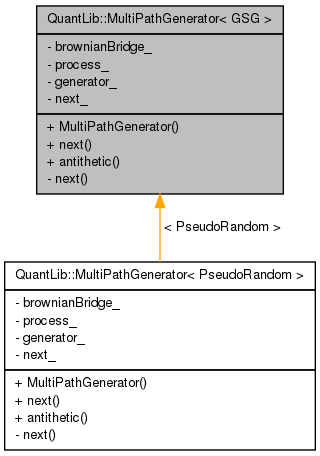 QuantLib::MultiPathGenerator< GSG >
- brownianBridge_
- process_
- generator_
- next_
+ MultiPathGenerator()
+ next()
+ antithetic()
- next()
< PseudoRandom >
QuantLib::MultiPathGenerator< PseudoRandom >
- brownianBridge_
- process_
- generator_
- next_
+ MultiPathGenerator()
+ next()
+ antithetic()
- next()